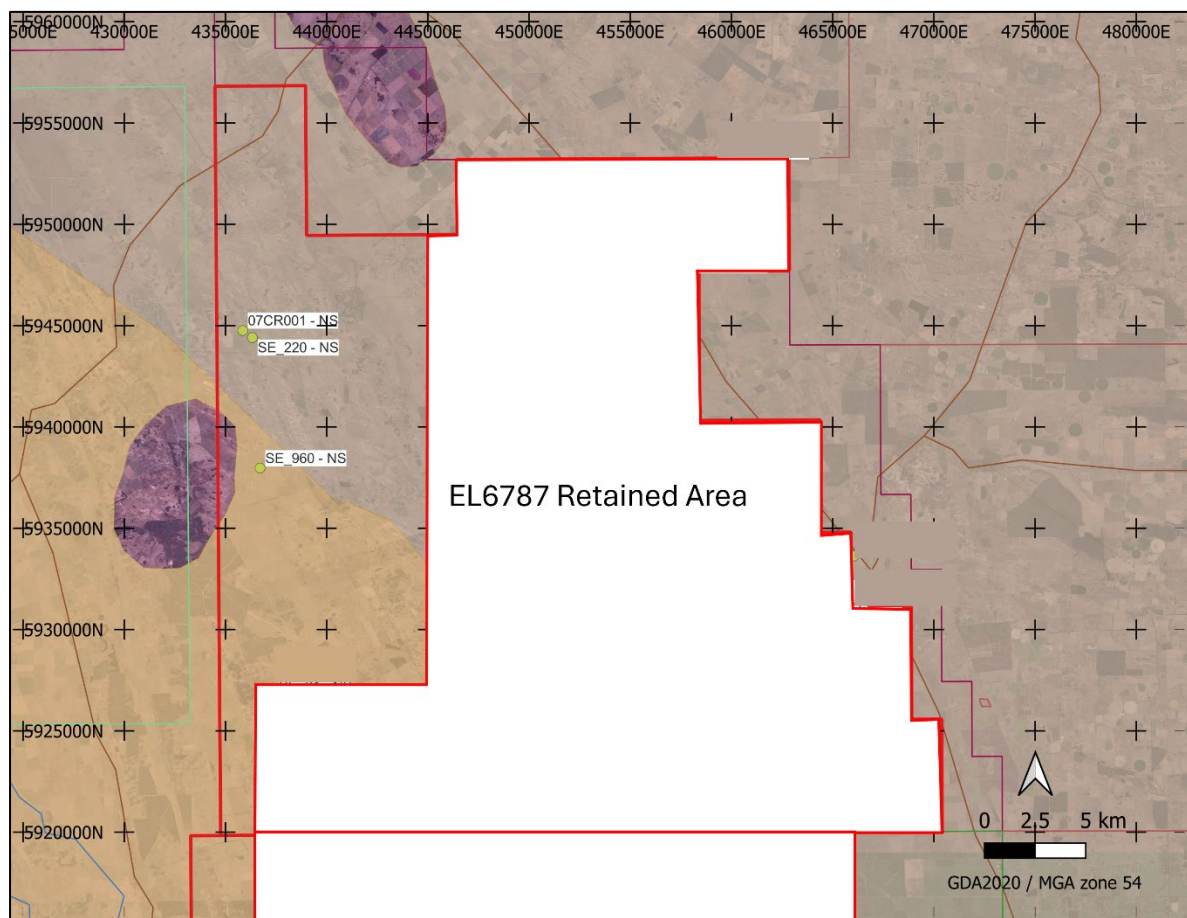 5960000N
5000E 430000E 435000E 440000E 445000E 450000E 455000E 460000E 465000E 470000E 475000E 480000E
5955000N
5950000N
5945000N
07CR001 - NS
SE_220 - NS
5940000N
SE_960 - NS
EL6787 Retained Area
5935000N
5930000N
5925000N
5920000N
0 2.5 5 km
GDA2020 / MGA zone 54